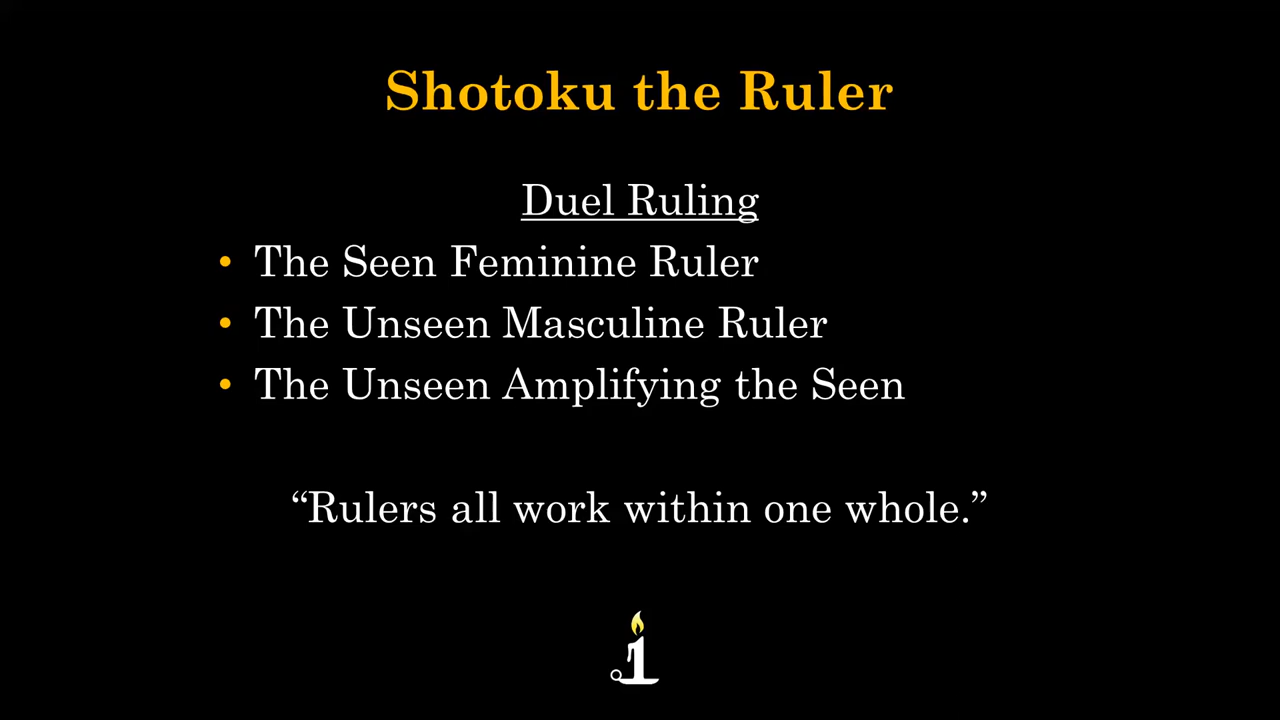 Shotoku the Ruler
Duel Ruling
• The Seen Feminine Ruler
• The Unseen Masculine Ruler
• The Unseen Amplifying the Seen
“Rulers all work within one whole.”
1